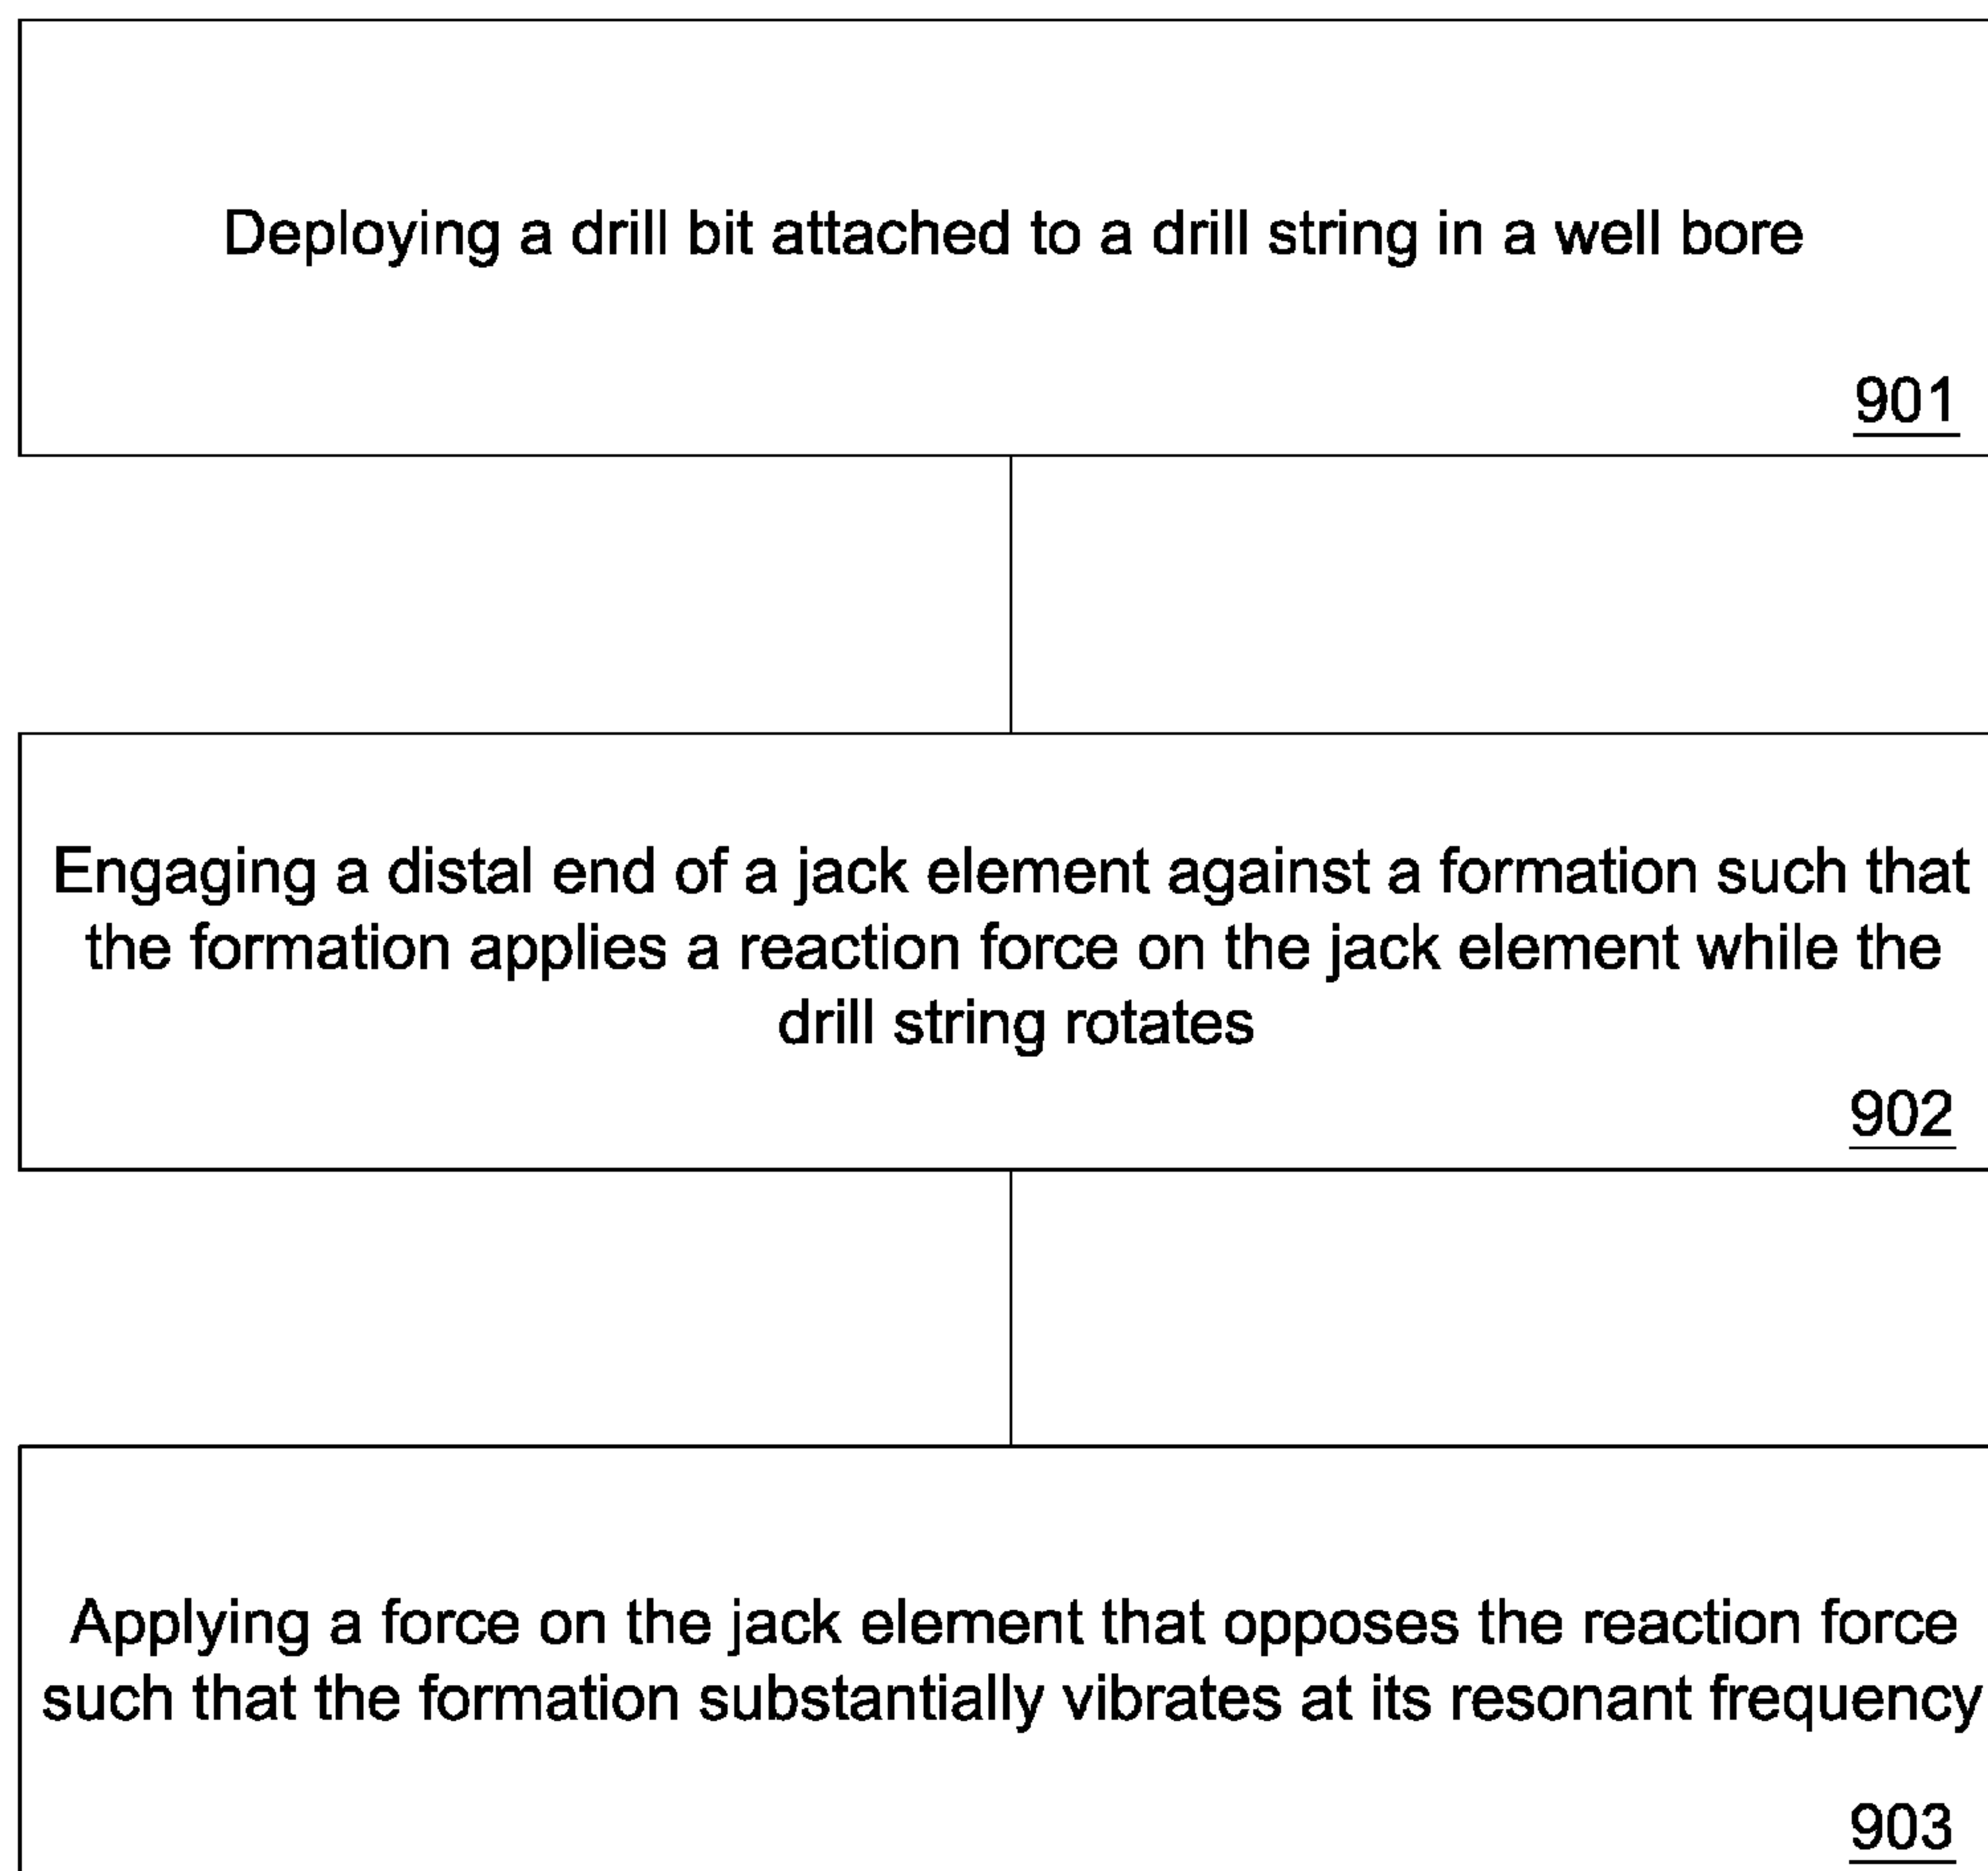 Deploying a drill bit attached to a drill string in a well bore
901
Engaging a distal end of a jack element against a formation such that
the formation applies a reaction force on the jack element while the
drill string rotates
902
Applying a force on the jack element that opposes the reaction force
such that the formation substantially vibrates at its resonant frequency
903